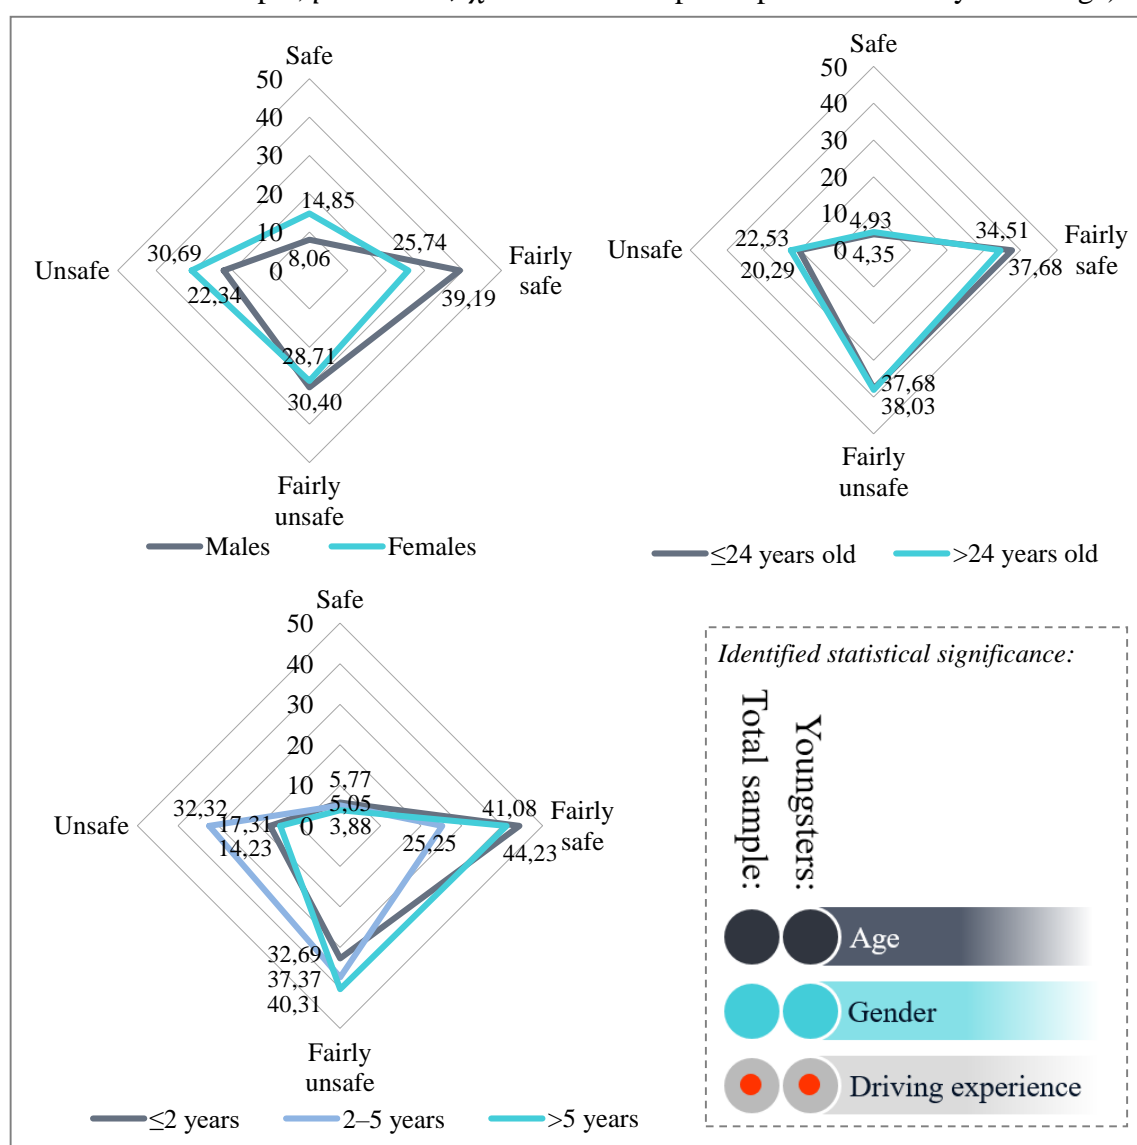 Safe
50
40
30
20
10
0
14,85
8,06
25,74
39,19
30,69
22,34
28,71
30,40
Unsafe
Fairly
safe
Fairly
unsafe
Males
Females
Safe
50
40
30
20
10
0
4,93
4,35
34,51
37,68
22,53
20,29
37,68
38,03
Unsafe
Fairly
safe
Fairly
unsafe
≤24 years old
>24 years old
Safe
50
40
30
20
10
0
5,77
5,05
3,88
41,08
25,25
44,23
32,32
17,31
14,23
32,69
37,37
40,31
Unsafe
Fairly
safe
Fairly
unsafe
≤2 years
2–5 years
>5 years
Identified statistical significance:
Total sample:
Youngsters:
Age
Gender
Driving experience